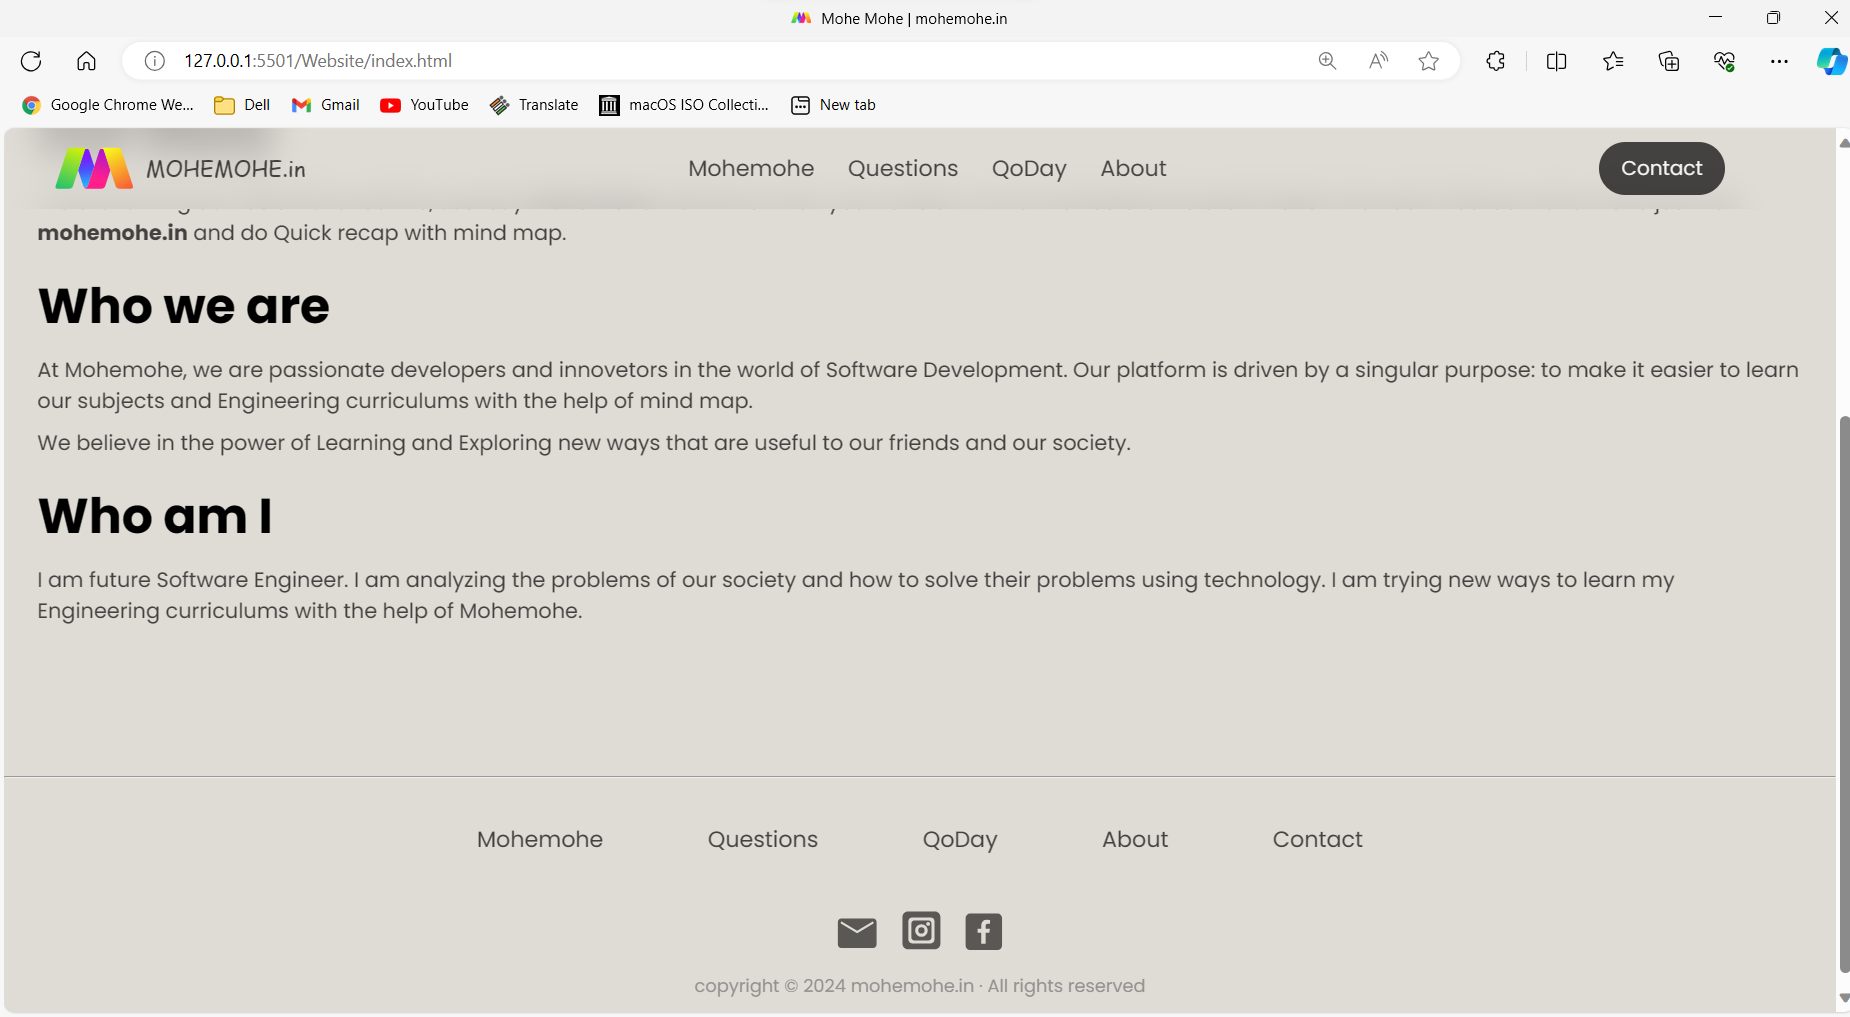 Mohe Mohe | mohemohe.in
127.0.0.1:5501/Website/index.html
Google Chrome We... Dell Gmail YouTube Translate macOS ISO Collecti... New tab
MOHEMOHE.in Mohemohe Questions QoDay About Contact
mohemohe.in and do Quick recap with mind map.
Who we are
At Mohemohe, we are passionate developers and innovetors in the world of Software Development. Our platform is driven by a singular purpose: to make it easier to learn
our subjects and Engineering curriculums with the help of mind map.
We believe in the power of Learning and Exploring new ways that are useful to our friends and our society.
Who am I
I am future Software Engineer. I am analyzing the problems of our society and how to solve their problems using technology. I am trying new ways to learn my
Engineering curriculums with the help of Mohemohe.
Mohemohe Questions QoDay About Contact
copyright © 2024 mohemohe.in · All rights reserved